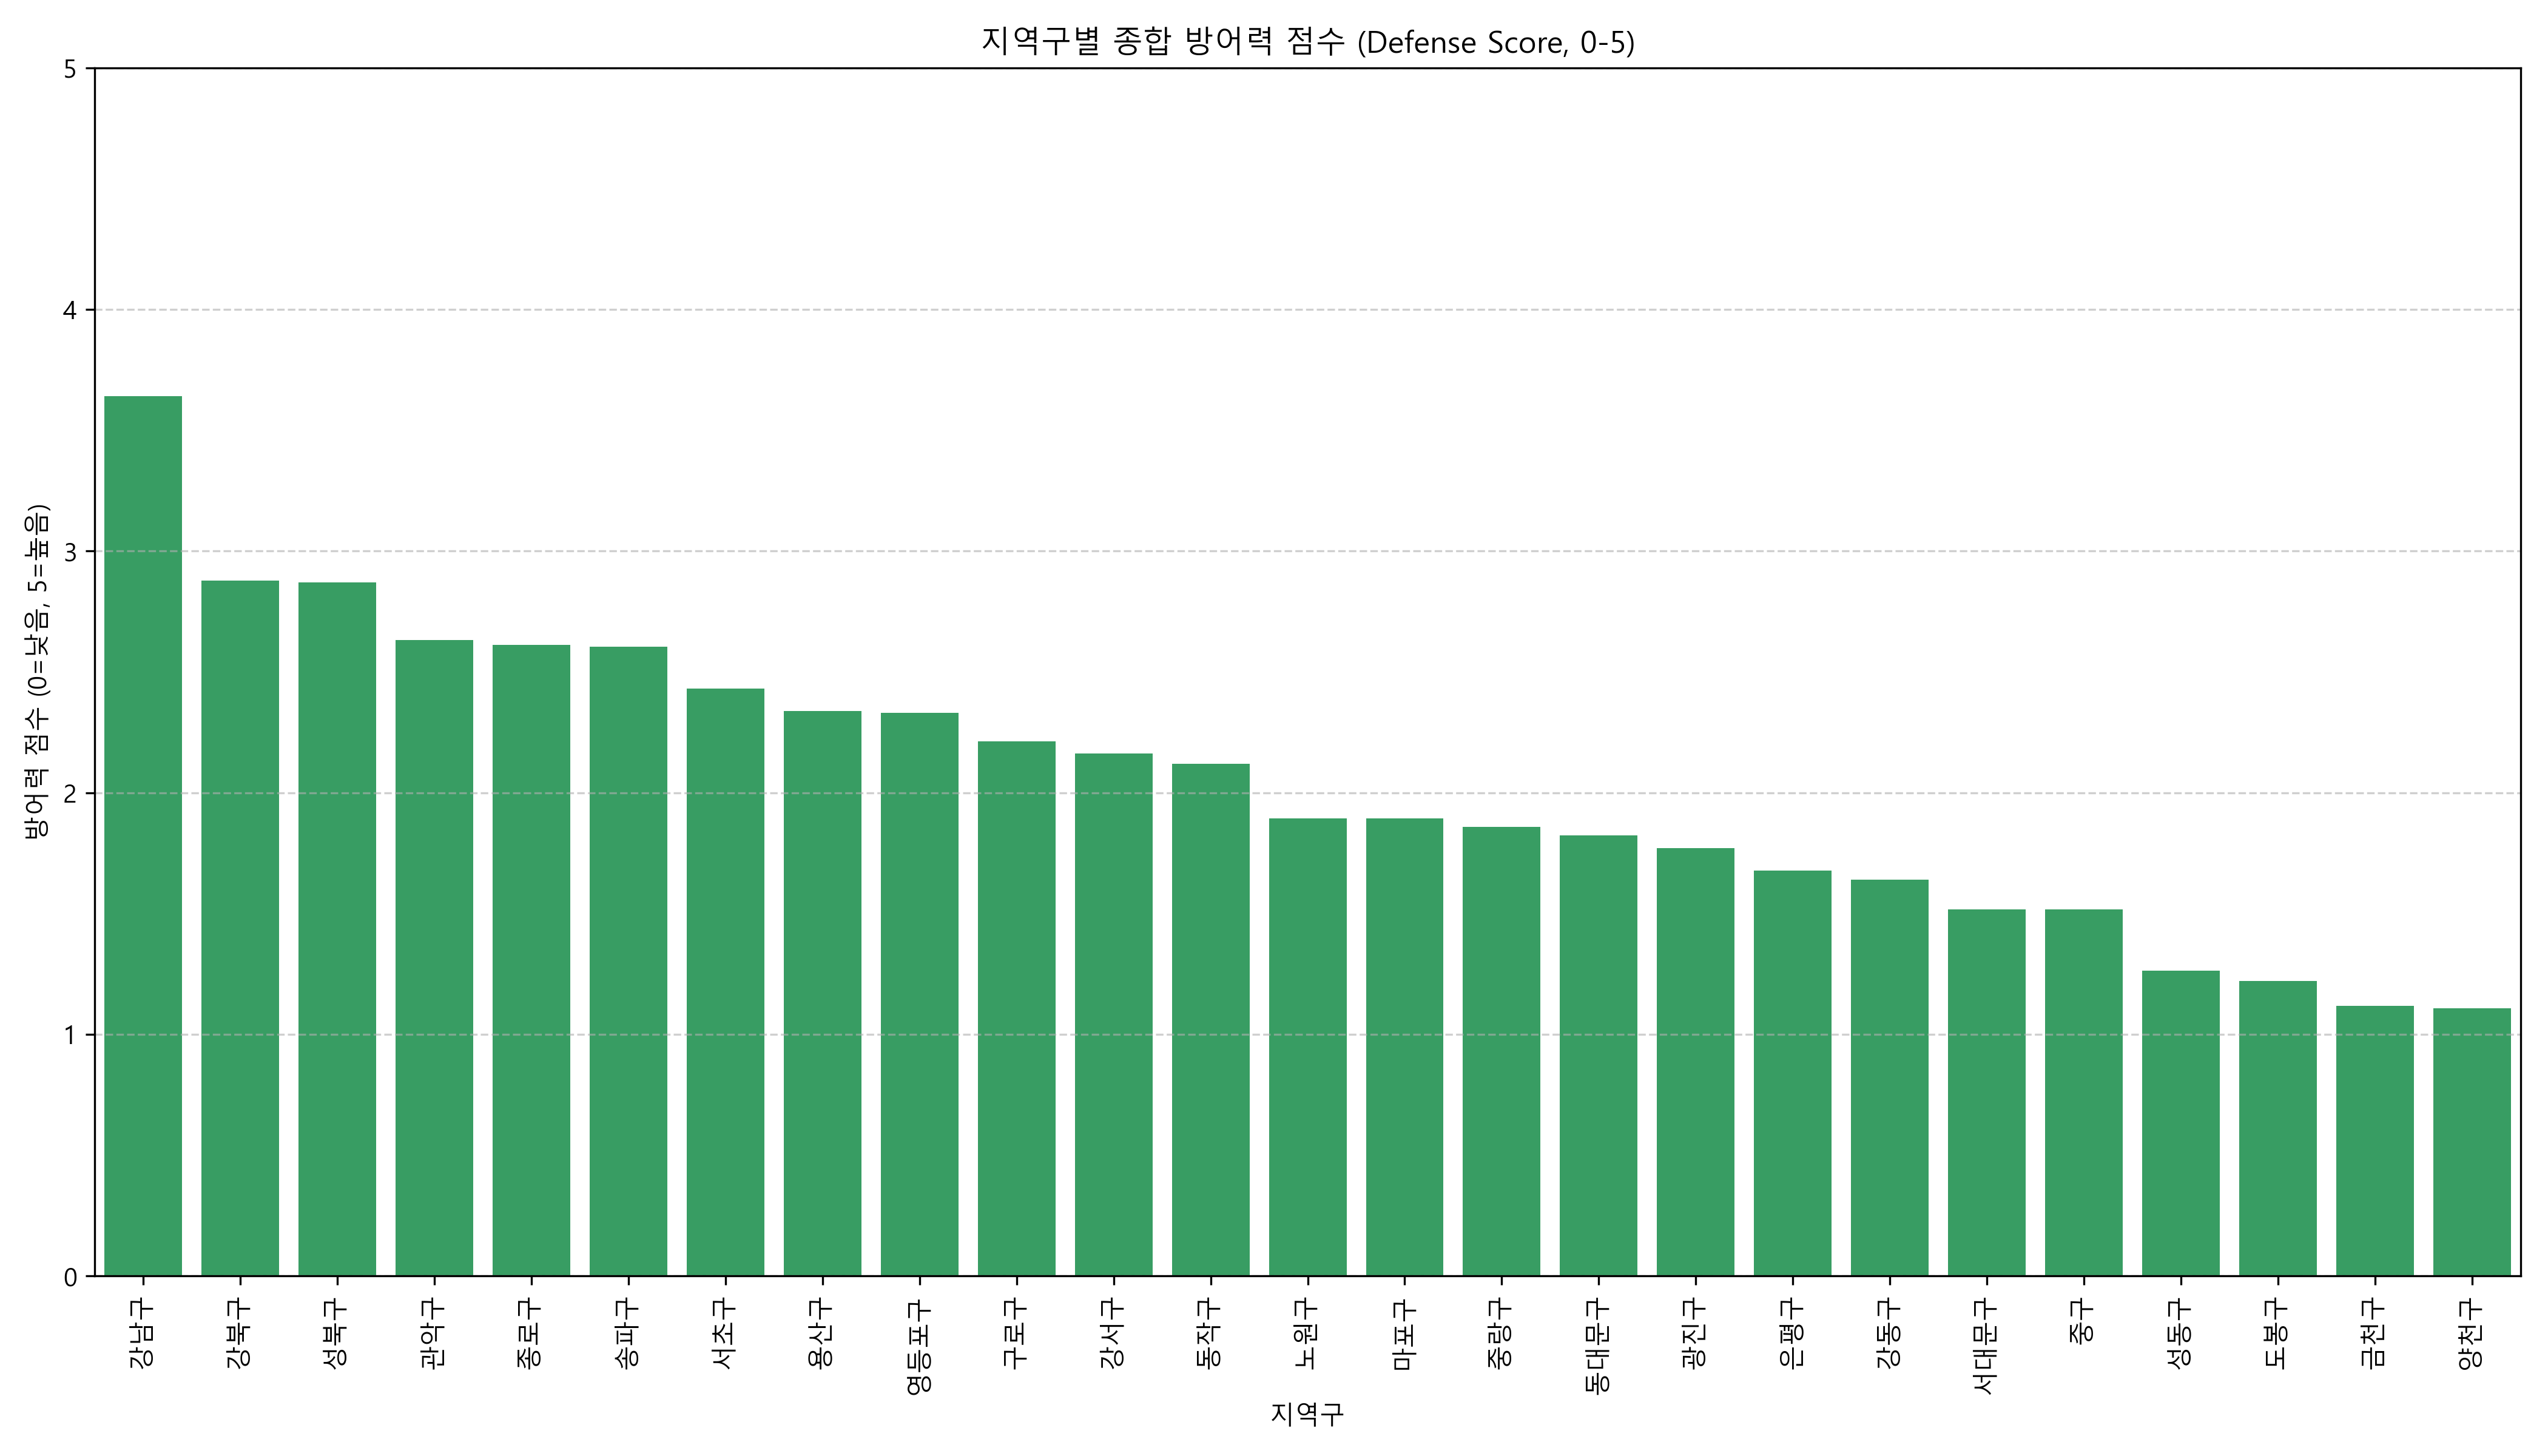 지역구별 종합 방어력 점수 (Defense Score, 0-5)
방어력 점수 (0=낮음, 5=높음)
5
4
3
2
1
0
강남구
강북구
성북구
관악구
종로구
송파구
서초구
용산구
영등포구
구로구
강서구
동작구
노원구
마포구
중랑구
동대문구
광진구
은평구
강동구
서대문구
중구
성동구
도봉구
금천구
양천구
지역구